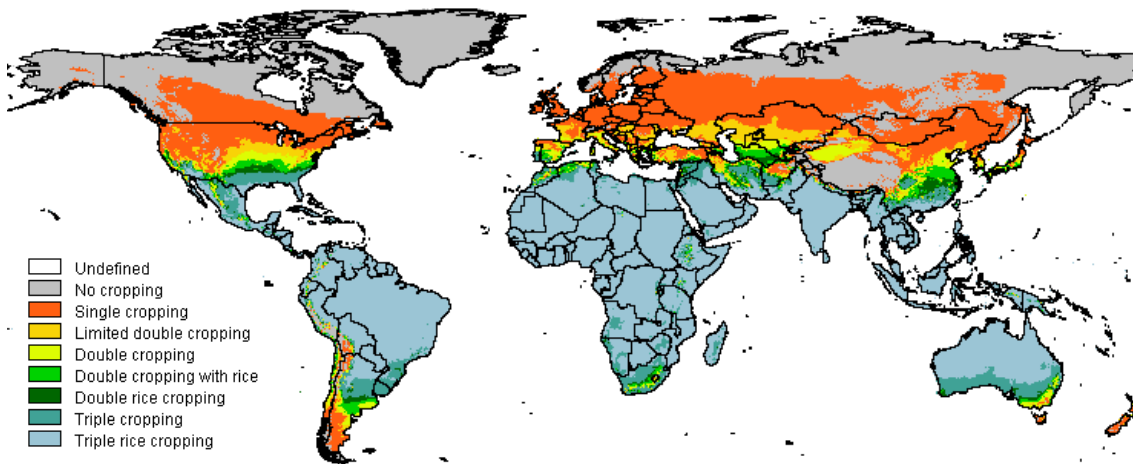 Undefined
No cropping
Single cropping
Limited double cropping
Double cropping
Double cropping with rice
Double rice cropping
Triple cropping
Triple rice cropping